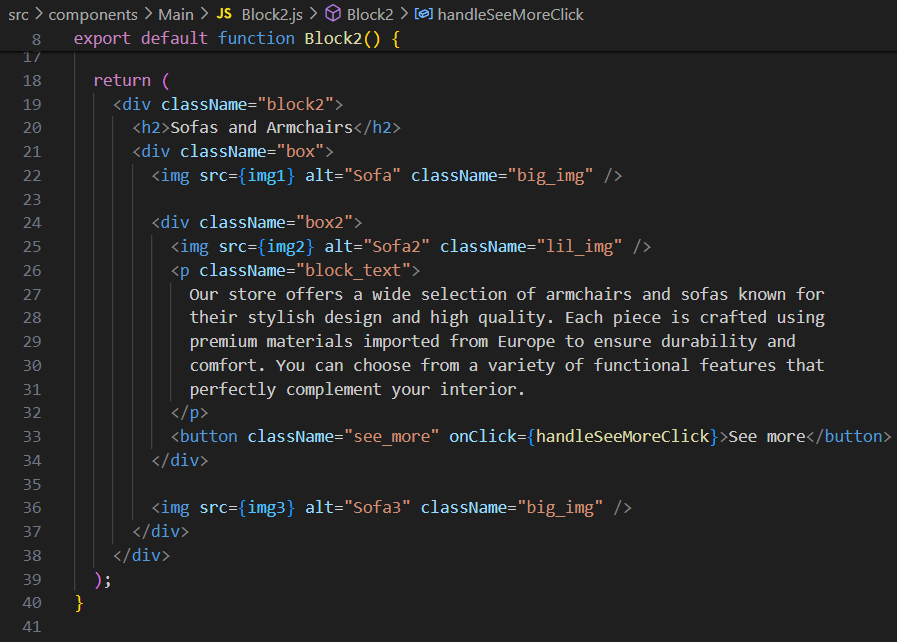 src > components > Main > JS Block2.js > Block2 > handleSeeMoreClick
8 export default function Block2() {
17
18 return (
19 <div className="block2">
20 <h2>Sofas and Armchairs</h2>
21 <div className="box">
22 <img src={img1} alt="Sofa" className="big_img" />
23
24 <div className="box2">
25 <img src={img2} alt="Sofa2" className="lil_img" />
26 <p className="block_text">
27 Our store offers a wide selection of armchairs and sofas known for
28 their stylish design and high quality. Each piece is crafted using
29 premium materials imported from Europe to ensure durability and
30 comfort. You can choose from a variety of functional features that
31 perfectly complement your interior.
32 </p>
33 <button className="see_more" onClick={handleSeeMoreClick}>See more</button>
34 </div>
35
36 <img src={img3} alt="Sofa3" className="big_img" />
37 </div>
38 </div>
39 );
40 }
41